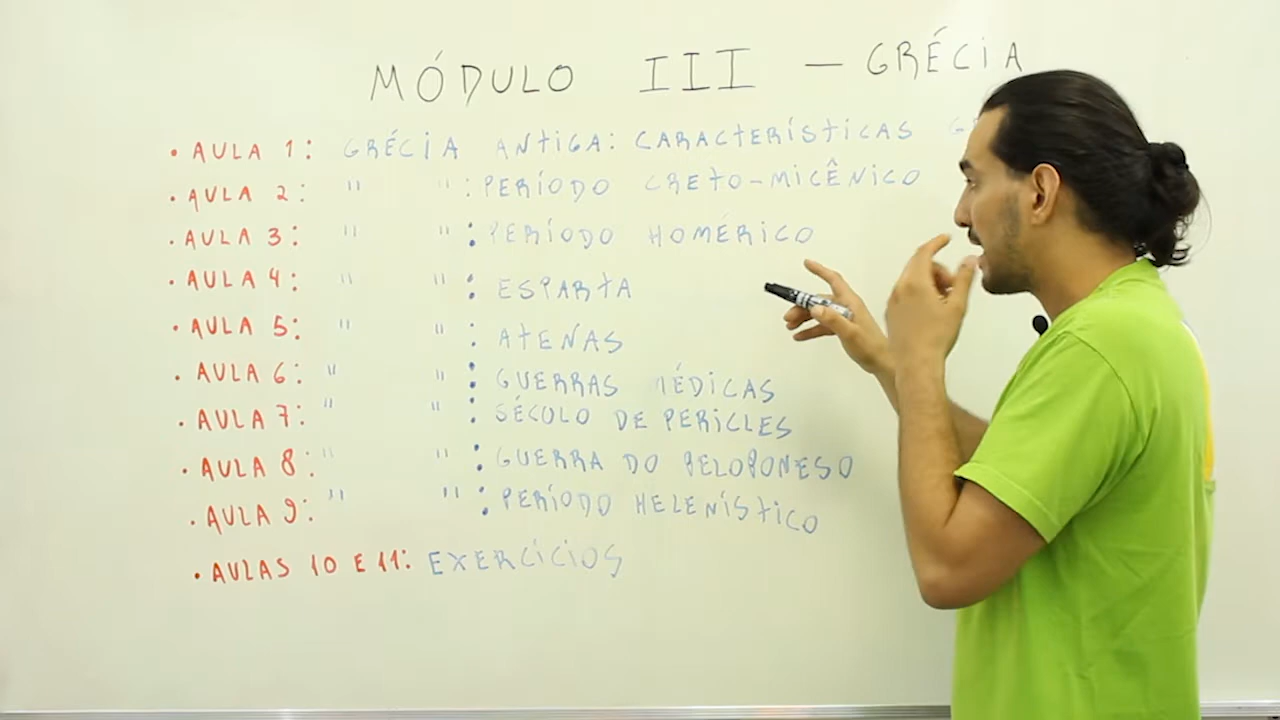 MÓDULO III — GRÉCIA
• AULA 1: GRÉCIA ANTIGA: CARACTERÍSTICAS
• AULA 2: " " : PERÍODO CRETO-MICÊNICO
• AULA 3: " " : PERÍODO HOMÉRICO
• AULA 4: " " : ESPARTA
• AULA 5: " " : ATENAS
• AULA 6: " " : GUERRAS MÉDICAS
• AULA 7: " " : SÉCULO DE PERICLES
• AULA 8: " " : GUERRA DO PELOPONESO
• AULA 9: " " : PERÍODO HELENÍSTICO
• AULAS 10 E 11: EXERCÍCIOS